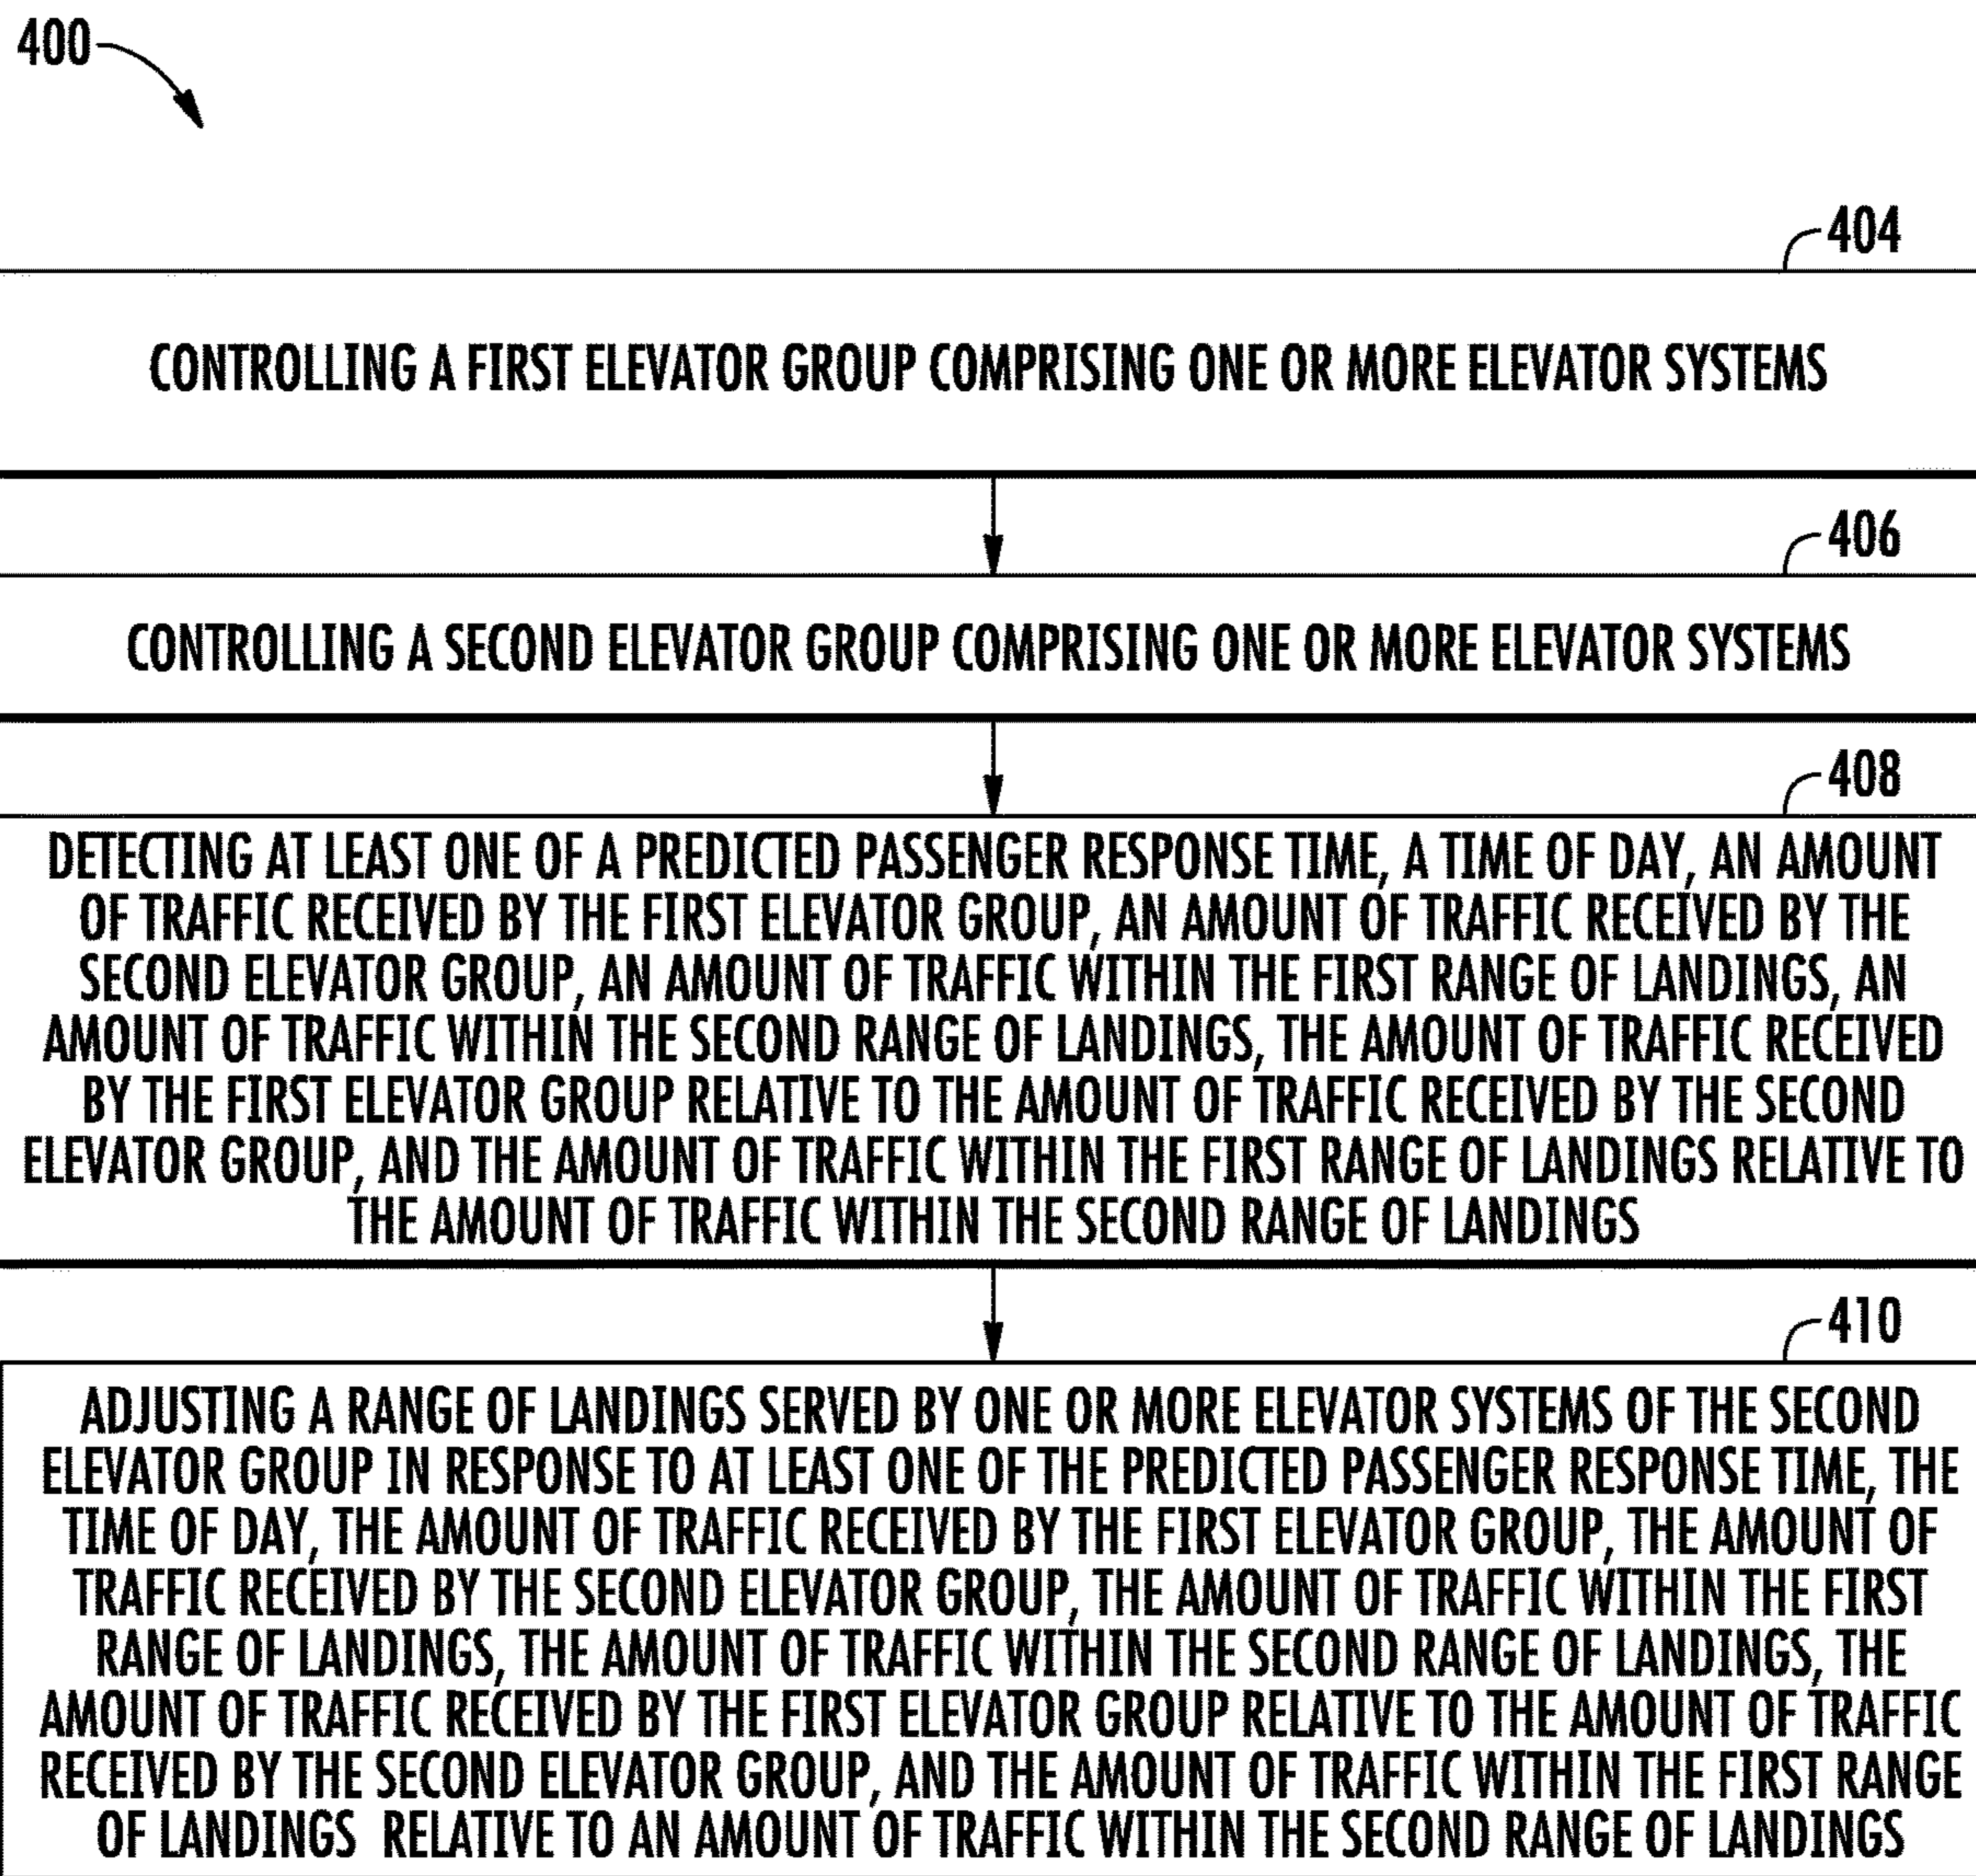 400
404
CONTROLLING A FIRST ELEVATOR GROUP COMPRISING ONE OR MORE ELEVATOR SYSTEMS
406
CONTROLLING A SECOND ELEVATOR GROUP COMPRISING ONE OR MORE ELEVATOR SYSTEMS
408
DETECTING AT LEAST ONE OF A PREDICTED PASSENGER RESPONSE TIME, A TIME OF DAY, AN AMOUNT
OF TRAFFIC RECEIVED BY THE FIRST ELEVATOR GROUP, AN AMOUNT OF TRAFFIC RECEIVED BY THE
SECOND ELEVATOR GROUP, AN AMOUNT OF TRAFFIC WITHIN THE FIRST RANGE OF LANDINGS, AN
AMOUNT OF TRAFFIC WITHIN THE SECOND RANGE OF LANDINGS, THE AMOUNT OF TRAFFIC RECEIVED
BY THE FIRST ELEVATOR GROUP RELATIVE TO THE AMOUNT OF TRAFFIC RECEIVED BY THE SECOND
ELEVATOR GROUP, AND THE AMOUNT OF TRAFFIC WITHIN THE FIRST RANGE OF LANDINGS RELATIVE TO
THE AMOUNT OF TRAFFIC WITHIN THE SECOND RANGE OF LANDINGS
410
ADJUSTING A RANGE OF LANDINGS SERVED BY ONE OR MORE ELEVATOR SYSTEMS OF THE SECOND
ELEVATOR GROUP IN RESPONSE TO AT LEAST ONE OF THE PREDICTED PASSENGER RESPONSE TIME, THE
TIME OF DAY, THE AMOUNT OF TRAFFIC RECEIVED BY THE FIRST ELEVATOR GROUP, THE AMOUNT OF
TRAFFIC RECEIVED BY THE SECOND ELEVATOR GROUP, THE AMOUNT OF TRAFFIC WITHIN THE FIRST
RANGE OF LANDINGS, THE AMOUNT OF TRAFFIC WITHIN THE SECOND RANGE OF LANDINGS, THE
AMOUNT OF TRAFFIC RECEIVED BY THE FIRST ELEVATOR GROUP RELATIVE TO THE AMOUNT OF TRAFFIC
RECEIVED BY THE SECOND ELEVATOR GROUP, AND THE AMOUNT OF TRAFFIC WITHIN THE FIRST RANGE
OF LANDINGS RELATIVE TO AN AMOUNT OF TRAFFIC WITHIN THE SECOND RANGE OF LANDINGS